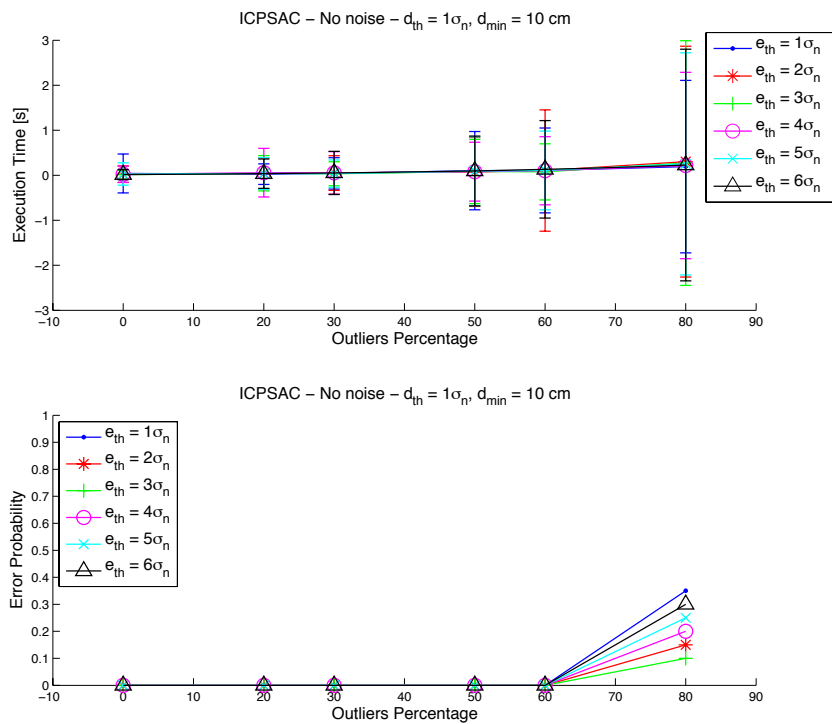 ICPSAC – No noise – d_th = 1σ_n, d_min = 10 cm
3
2
1
0
−1
−2
−3
Execution Time [s]
−10 0 10 20 30 40 50 60 70 80 90
Outliers Percentage
e_th = 1σ_n
e_th = 2σ_n
e_th = 3σ_n
e_th = 4σ_n
e_th = 5σ_n
e_th = 6σ_n
ICPSAC – No noise – d_th = 1σ_n, d_min = 10 cm
1
0.9
0.8
0.7
0.6
0.5
0.4
0.3
0.2
0.1
0
Error Probability
−10 0 10 20 30 40 50 60 70 80 90
Outliers Percentage
e_th = 1σ_n
e_th = 2σ_n
e_th = 3σ_n
e_th = 4σ_n
e_th = 5σ_n
e_th = 6σ_n